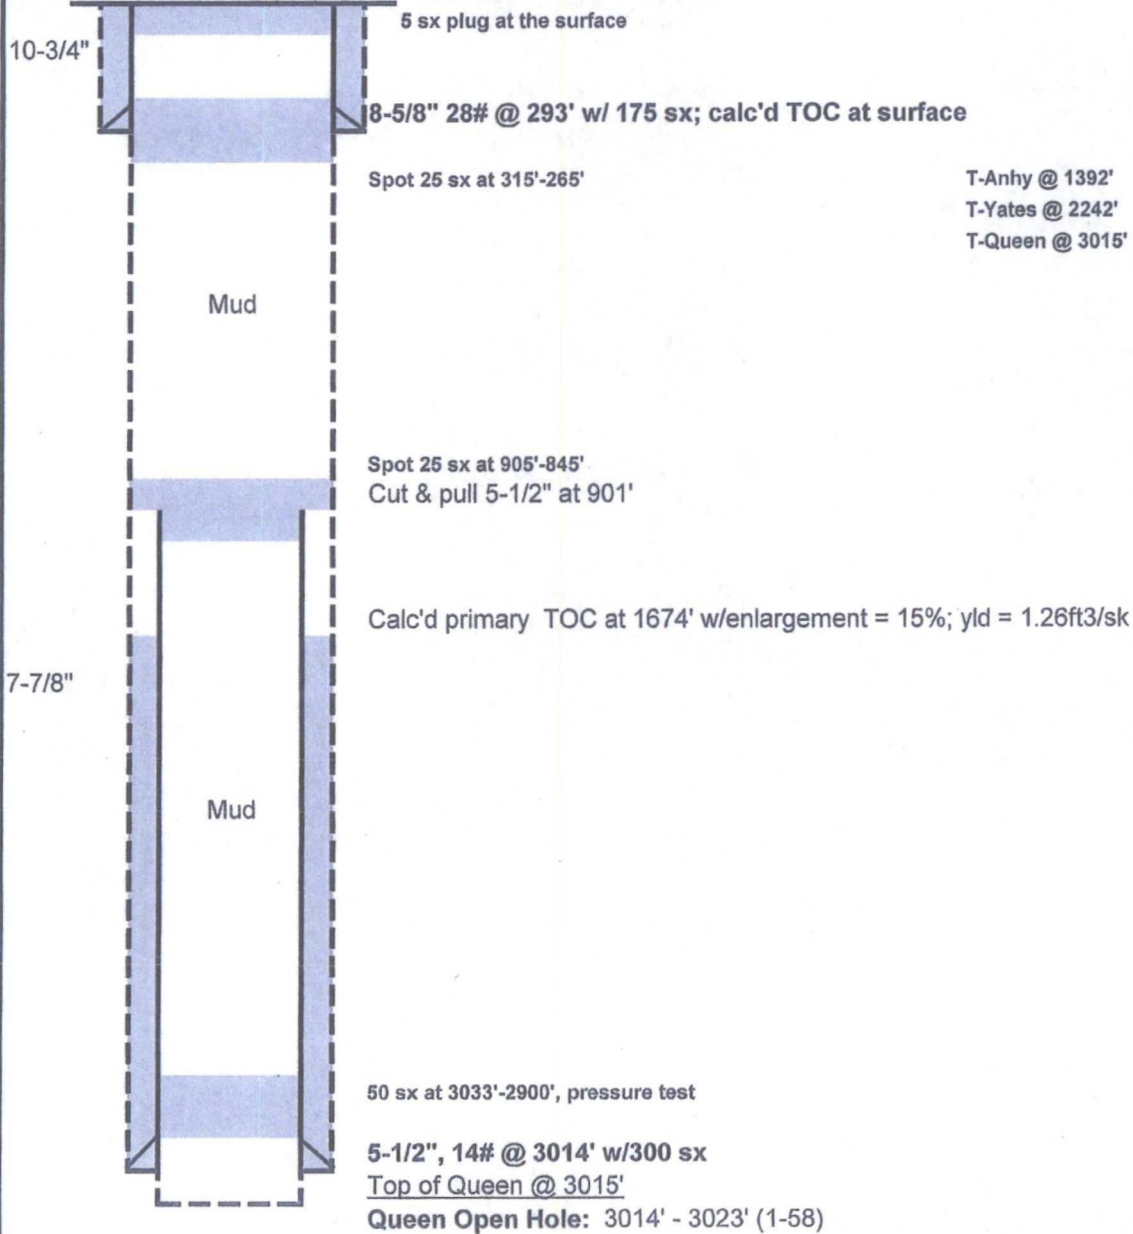 5 sx plug at the surface
10-3/4"
8-5/8" 28# @ 293' w/ 175 sx; calc'd TOC at surface
Spot 25 sx at 315'-265'
T-Anhy @ 1392'
T-Yates @ 2242'
T-Queen @ 3015'
Mud
Spot 25 sx at 905'-845'
Cut & pull 5-1/2" at 901'
Calc'd primary TOC at 1674' w/enlargement = 15%; yld = 1.26ft3/sk
7-7/8"
Mud
50 sx at 3033'-2900', pressure test
5-1/2", 14# @ 3014' w/300 sx
Top of Queen @ 3015'
Queen Open Hole: 3014' - 3023' (1-58)